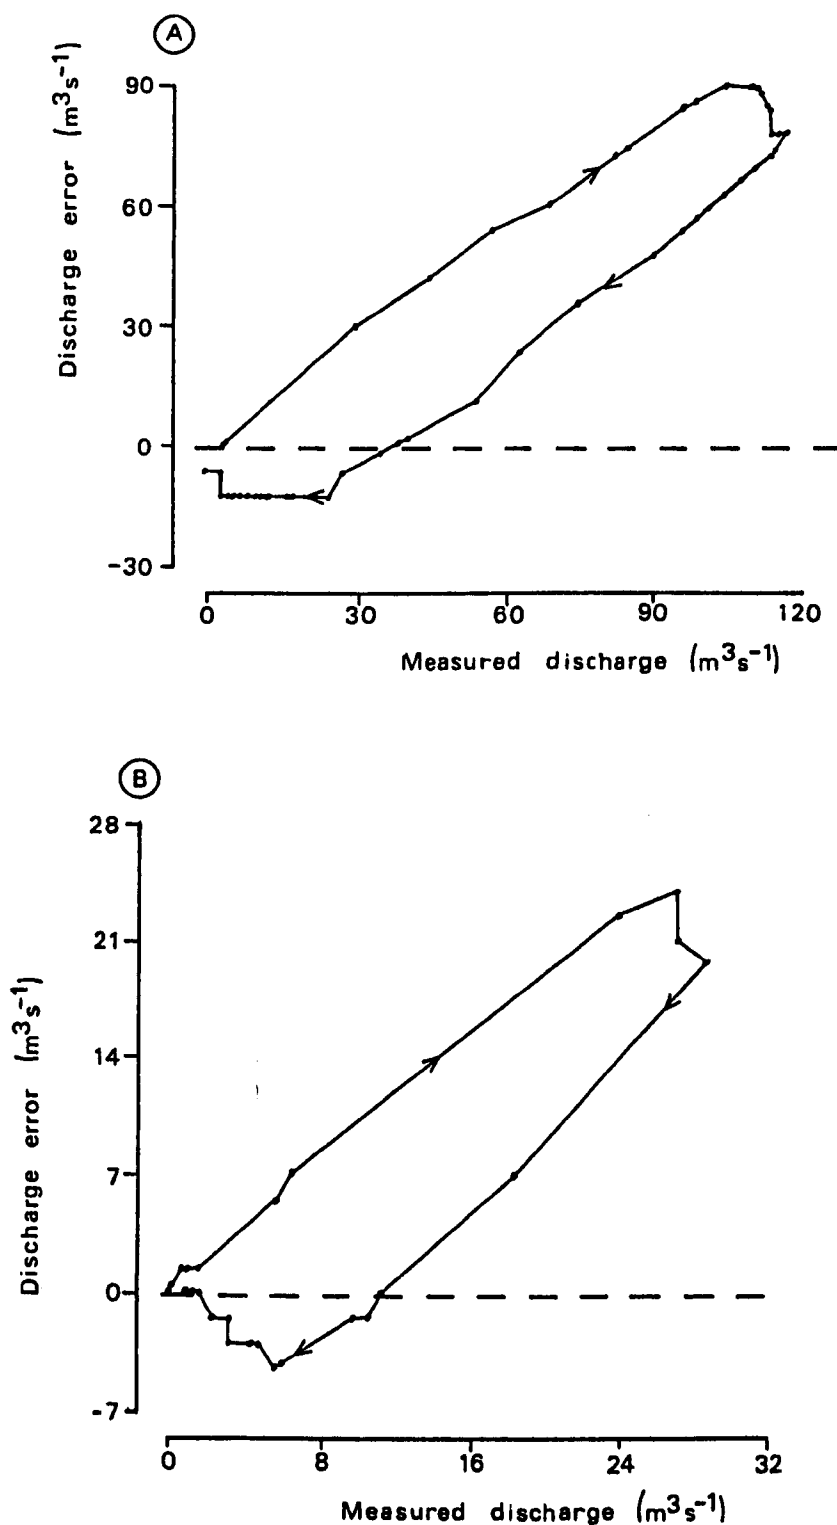 A
Discharge error (m³s⁻¹)
90
60
30
0
-30
0 30 60 90 120
Measured discharge (m³s⁻¹)
B
Discharge error (m³s⁻¹)
28
21
14
7
0
-7
0 8 16 24 32
Measured discharge (m³s⁻¹)